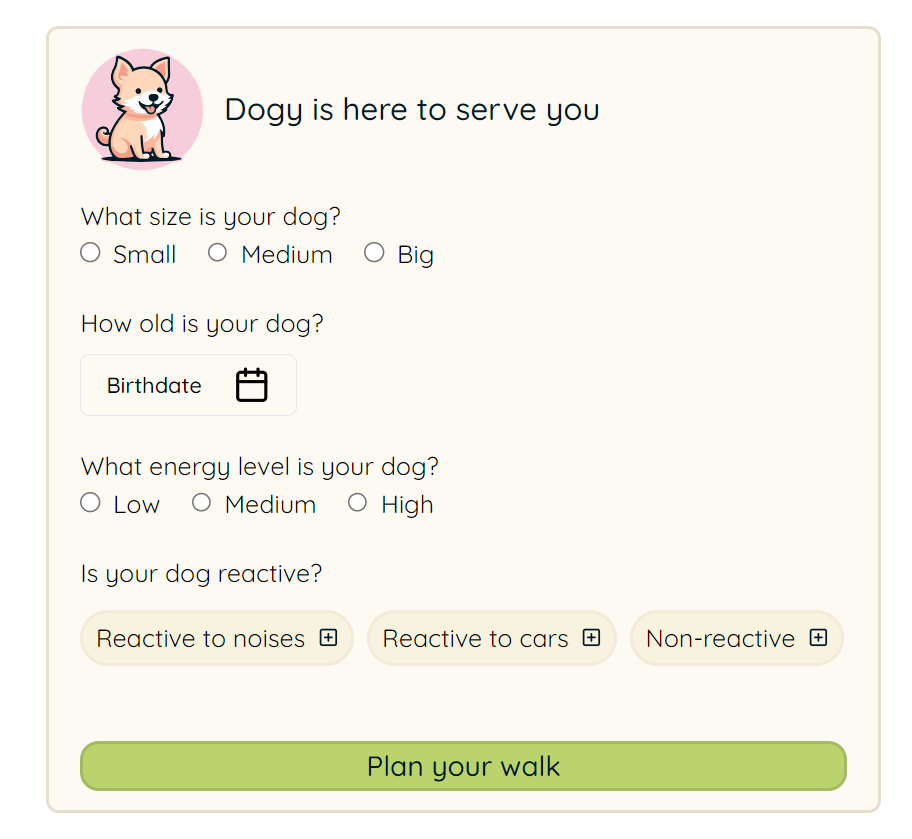 Dogy is here to serve you
What size is your dog?
Small Medium Big
How old is your dog?
Birthdate
What energy level is your dog?
Low Medium High
Is your dog reactive?
Reactive to noises Reactive to cars Non-reactive
Plan your walk